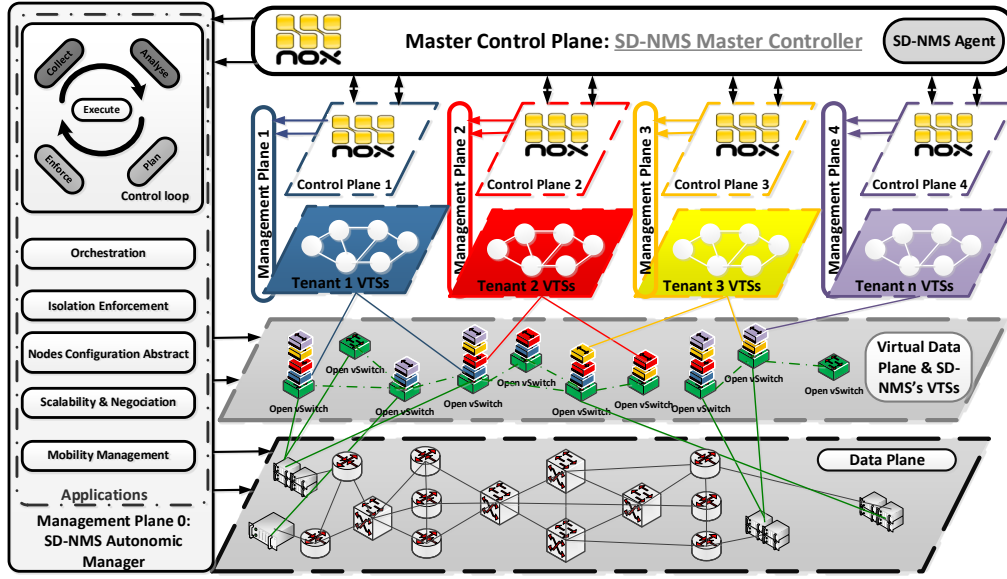 Collect
Analyse
Execute
Enforce
Plan
Control loop
Orchestration
Isolation Enforcement
Nodes Configuration Abstract
Scalability & Negociation
Mobility Management
Applications
Management Plane 0:
SD-NMS Autonomic
Manager
nox
Master Control Plane: SD-NMS Master Controller
SD-NMS Agent
Management Plane 1
nox
Control Plane 1
Tenant 1 VTSs
Management Plane 2
nox
Control Plane 2
Tenant 2 VTSs
Management Plane 3
nox
Control Plane 3
Tenant 3 VTSs
Management Plane 4
nox
Control Plane 4
Tenant n VTSs
Open vSwitch
Open vSwitch
Open vSwitch
Open vSwitch
Open vSwitch
Open vSwitch
Open vSwitch
Open vSwitch
Open vSwitch
Open vSwitch
Virtual Data
Plane & SD-
NMS's VTSs
Data Plane